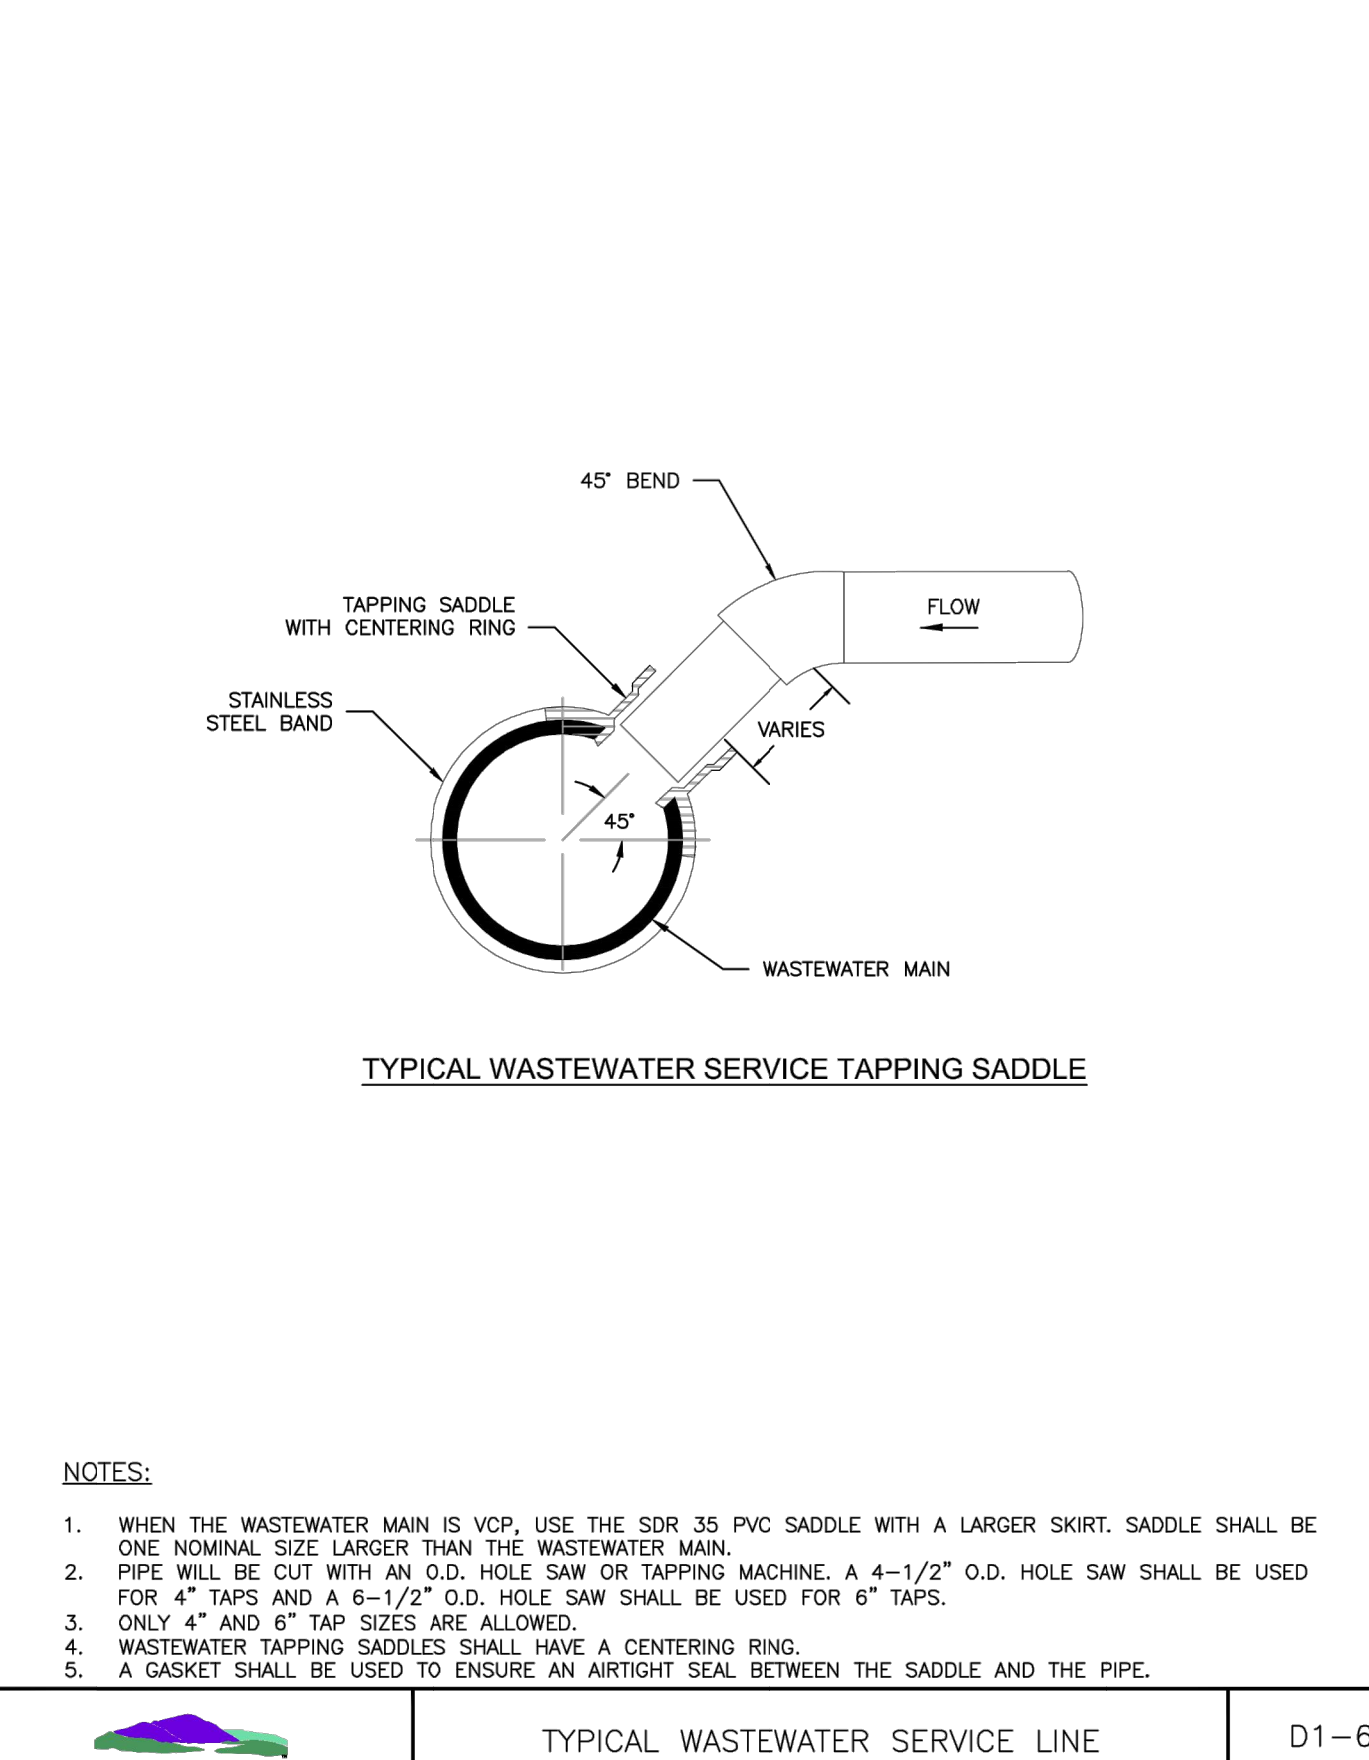 45° BEND
TAPPING SADDLE
WITH CENTERING RING
FLOW
STAINLESS
STEEL BAND
VARIES
45°
WASTEWATER MAIN
TYPICAL WASTEWATER SERVICE TAPPING SADDLE
NOTES:
1. WHEN THE WASTEWATER MAIN IS VCP, USE THE SDR 35 PVC SADDLE WITH A LARGER SKIRT. SADDLE SHALL BE
ONE NOMINAL SIZE LARGER THAN THE WASTEWATER MAIN.
2. PIPE WILL BE CUT WITH AN O.D. HOLE SAW OR TAPPING MACHINE. A 4-1/2" O.D. HOLE SAW SHALL BE USED
FOR 4" TAPS AND A 6-1/2" O.D. HOLE SAW SHALL BE USED FOR 6" TAPS.
3. ONLY 4" AND 6" TAP SIZES ARE ALLOWED.
4. WASTEWATER TAPPING SADDLES SHALL HAVE A CENTERING RING.
5. A GASKET SHALL BE USED TO ENSURE AN AIRTIGHT SEAL BETWEEN THE SADDLE AND THE PIPE.
TYPICAL WASTEWATER SERVICE LINE
D1-6